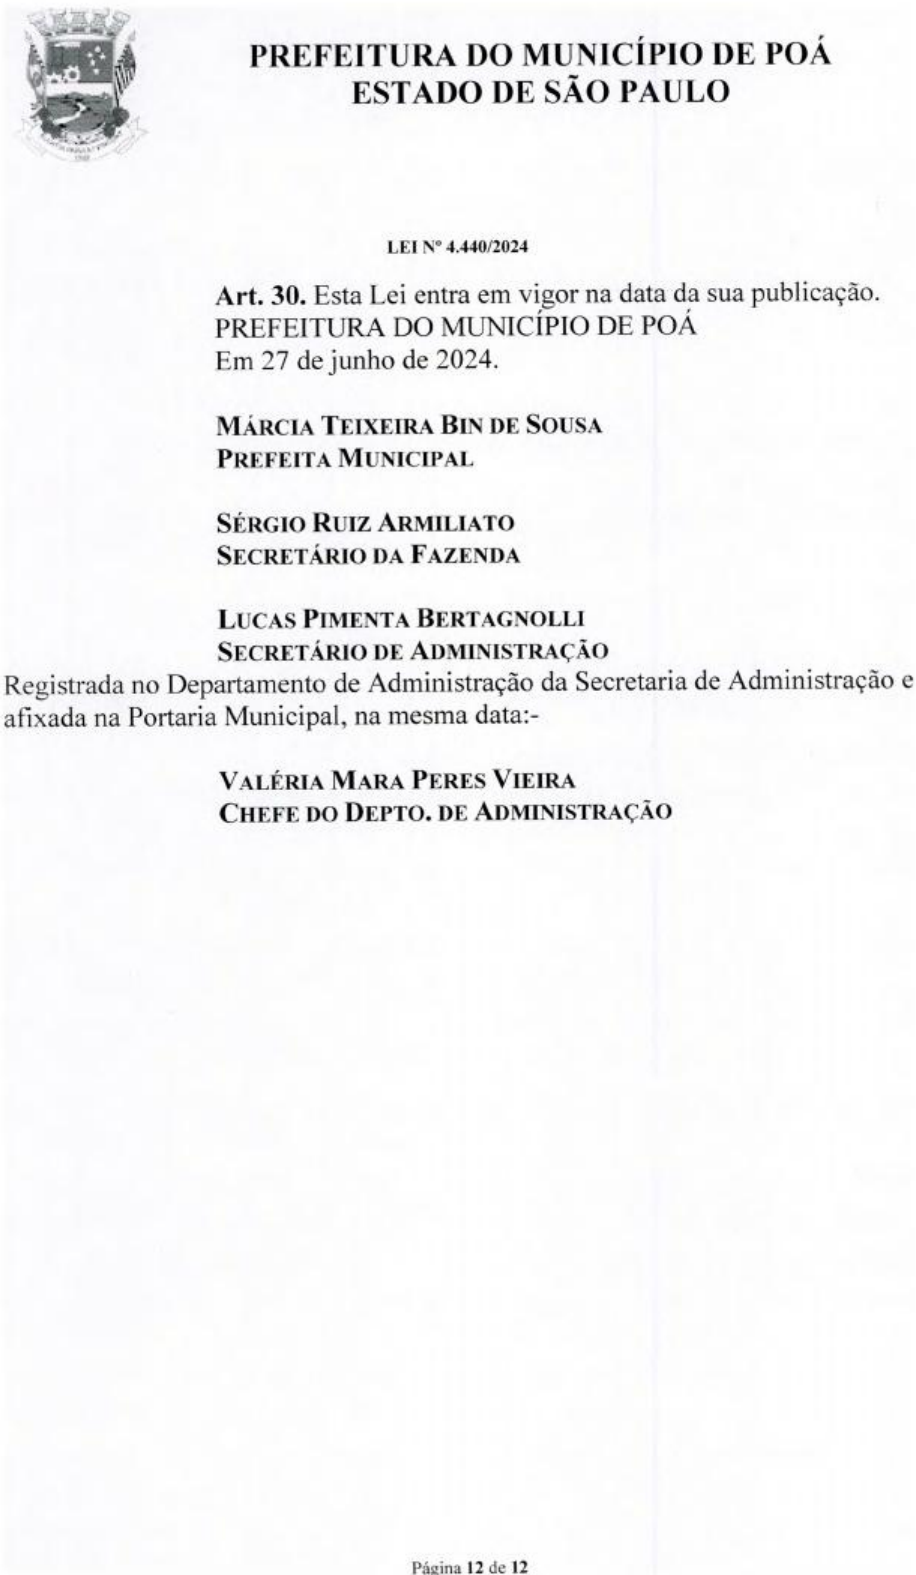 PREFEITURA DO MUNICÍPIO DE POÁ
ESTADO DE SÃO PAULO
LEI Nº 4.440/2024
Art. 30. Esta Lei entra em vigor na data da sua publicação.
PREFEITURA DO MUNICÍPIO DE POÁ
Em 27 de junho de 2024.
MÁRCIA TEIXEIRA BIN DE SOUSA
PREFEITA MUNICIPAL
SÉRGIO RUIZ ARMILIATO
SECRETÁRIO DA FAZENDA
LUCAS PIMENTA BERTAGNOLLI
SECRETÁRIO DE ADMINISTRAÇÃO
Registrada no Departamento de Administração da Secretaria de Administração e
afixada na Portaria Municipal, na mesma data:-
VALÉRIA MARA PERES VIEIRA
CHEFE DO DEPTO. DE ADMINISTRAÇÃO
Página 12 de 12